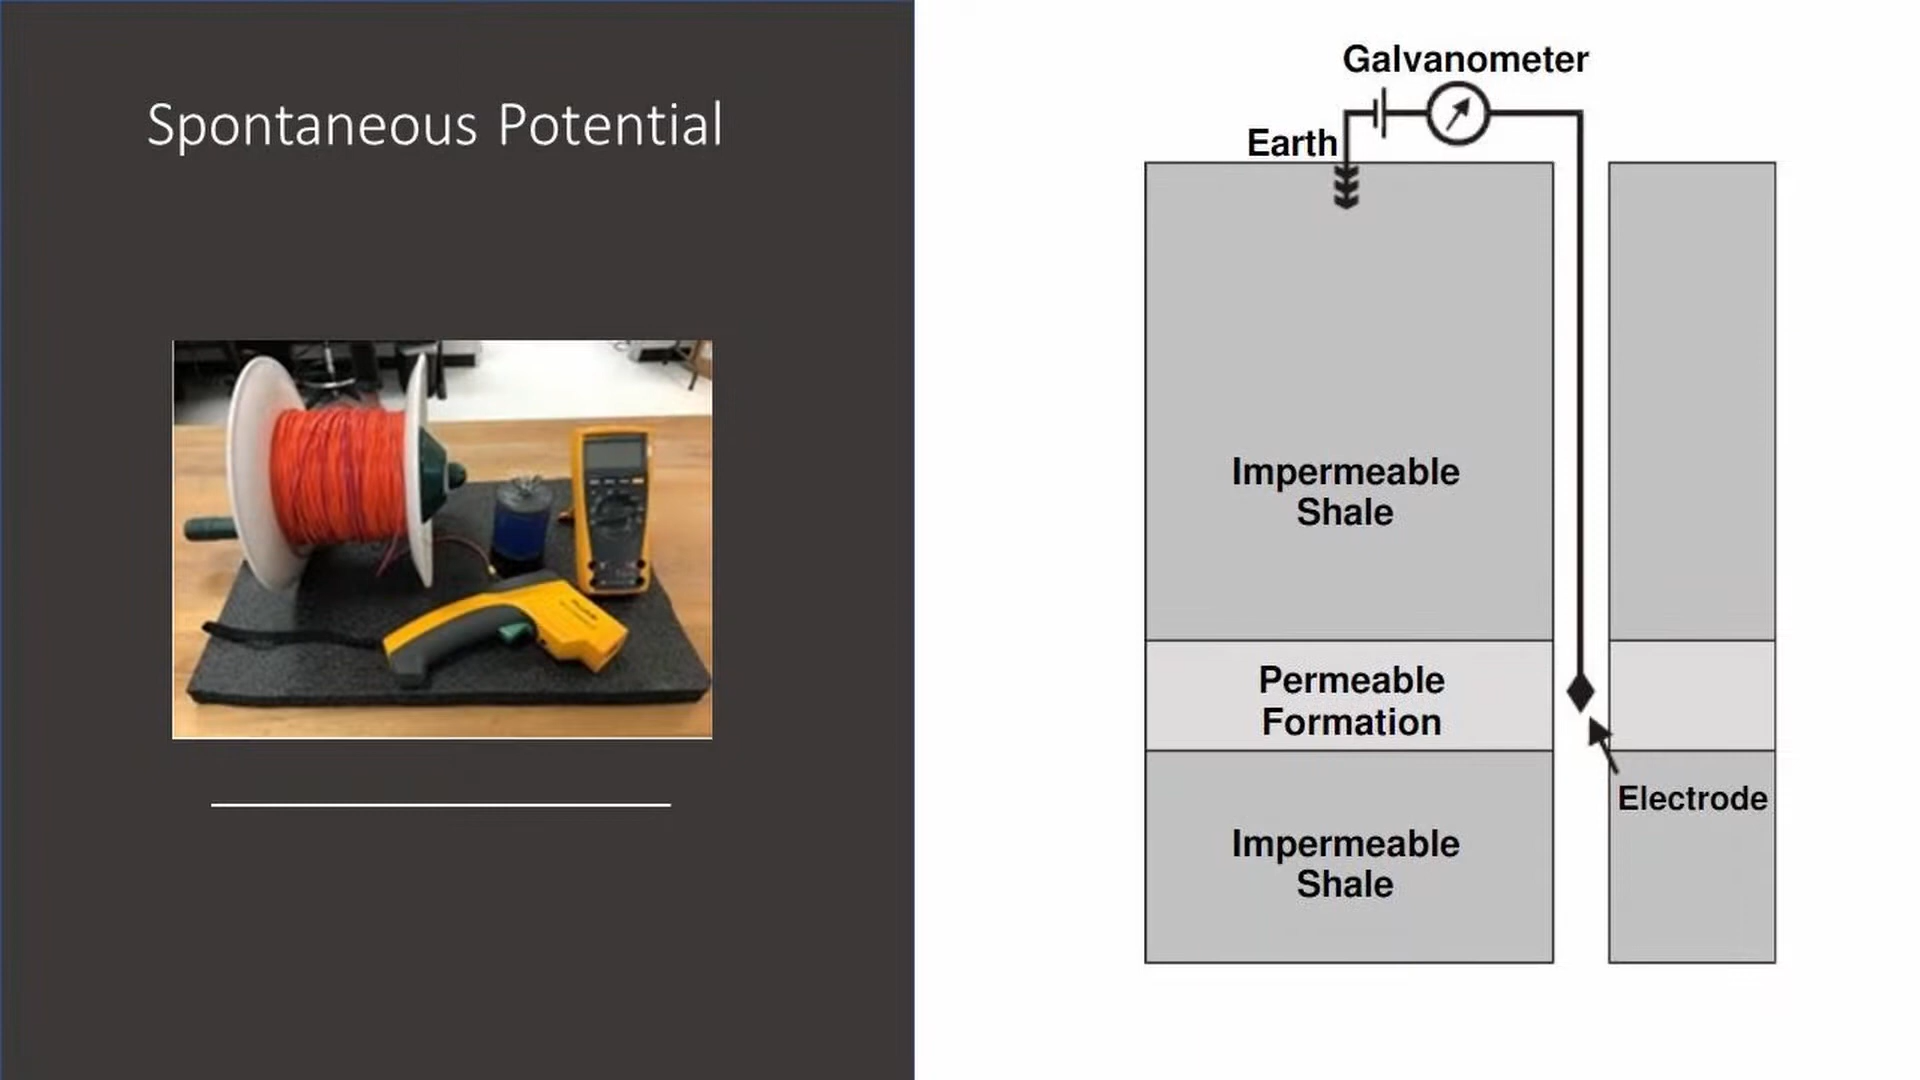 Spontaneous Potential
Galvanometer
Earth
Impermeable
Shale
Permeable
Formation
Electrode
Impermeable
Shale